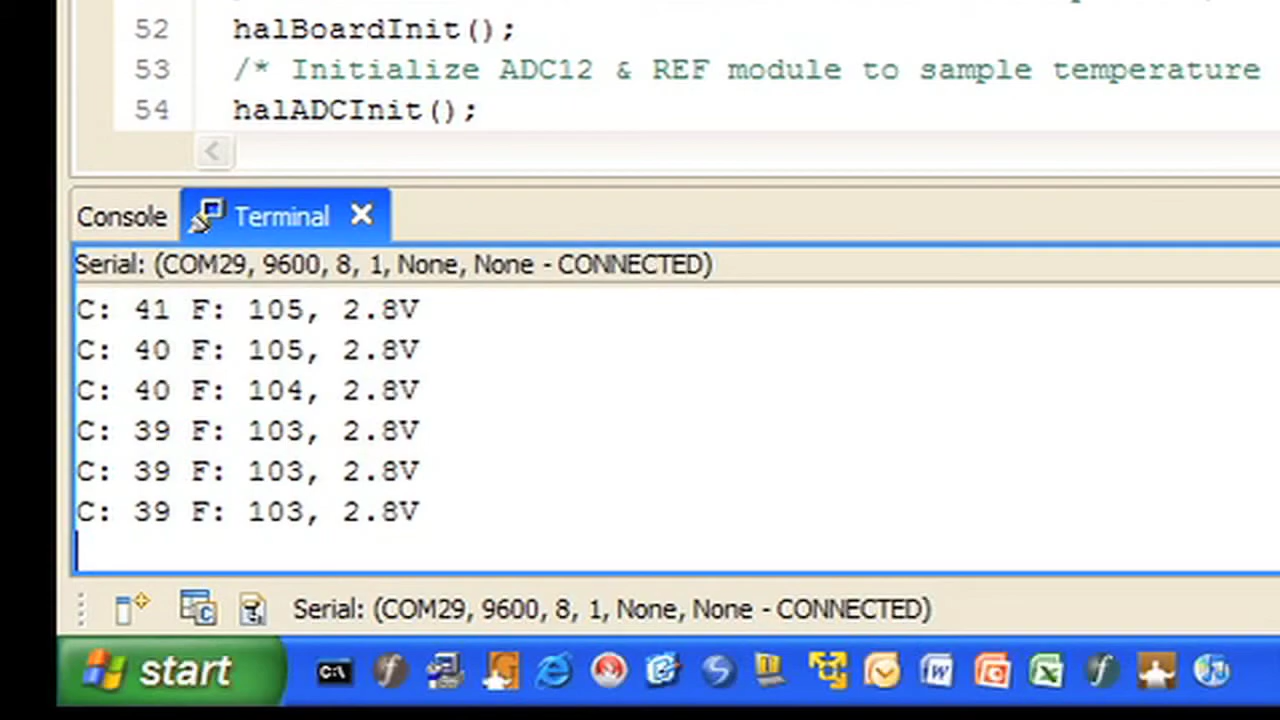 52 halBoardInit();
53 /* Initialize ADC12 & REF module to sample temperature
54 halADCInit();
Console Terminal
Serial: (COM29, 9600, 8, 1, None, None - CONNECTED)
C: 41 F: 105, 2.8V
C: 40 F: 105, 2.8V
C: 40 F: 104, 2.8V
C: 39 F: 103, 2.8V
C: 39 F: 103, 2.8V
C: 39 F: 103, 2.8V
Serial: (COM29, 9600, 8, 1, None, None - CONNECTED)
start